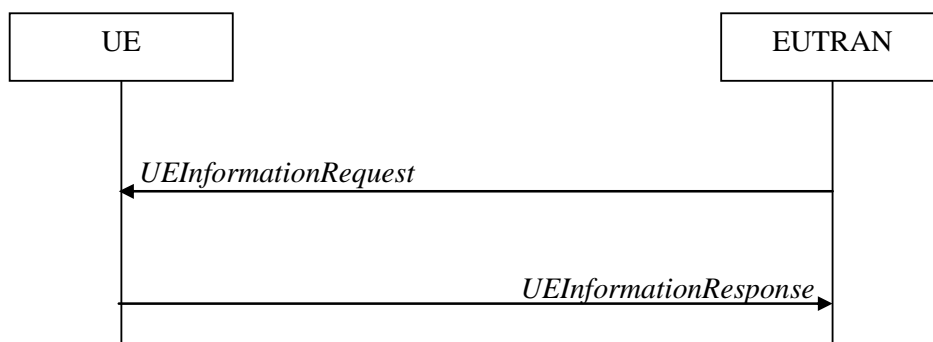 UE
EUTRAN
UEInformationRequest
UEInformationResponse